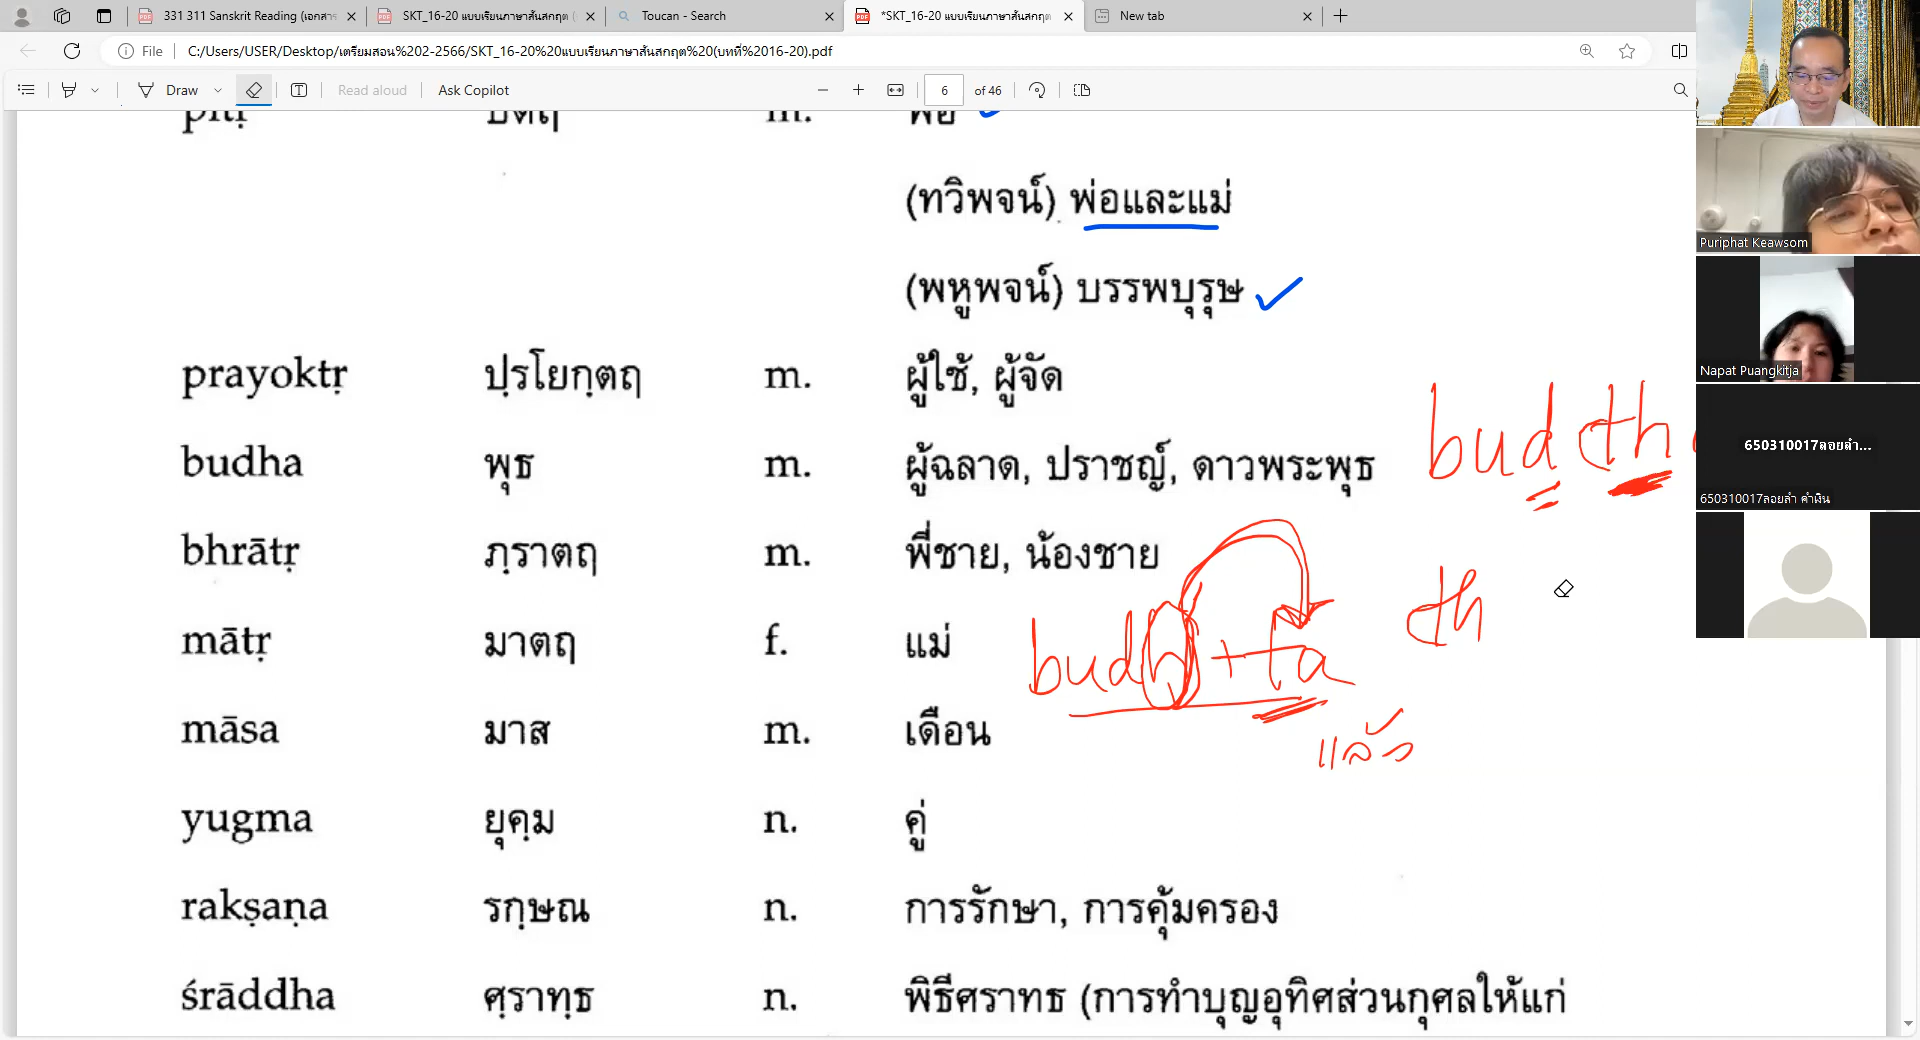 331 311 Sanskrit Reading (เอกสาร
SKT_16-20 แบบเรียนภาษาสันสกฤต
Toucan - Search
*SKT_16-20 แบบเรียนภาษาสันสกฤต
New tab
File
C:/Users/USER/Desktop/เตรียมสอน%202-2566/SKT_16-20%20แบบเรียนภาษาสันสกฤต%20(บทที่%2016-20).pdf
Draw
Read aloud
Ask Copilot
6 of 46
pitṛ ปิตฤ m. พ่อ
(ทวิพจน์) พ่อและแม่
(พหูพจน์) บรรพบุรุษ
prayoktṛ ปฺรโยกฺตฤ m. ผู้ใช้, ผู้จัด
budha พุธ m. ผู้ฉลาด, ปราชญ์, ดาวพระพุธ
buddh
bhrātṛ ภฺราตฤ m. พี่ชาย, น้องชาย
dh
mātṛ มาตฤ f. แม่
budh + ta
แล้ว
māsa มาส m. เดือน
yugma ยุคฺม n. คู่
rakṣaṇa รกฺษณ n. การรักษา, การคุ้มครอง
śrāddha ศฺราทฺธ n. พิธีศราทธ (การทำบุญอุทิศส่วนกุศลให้แก่
Puriphat Keawsom
Napat Puangkitja
650310017ลอยลำ...
650310017ลอยลำ คำผิน